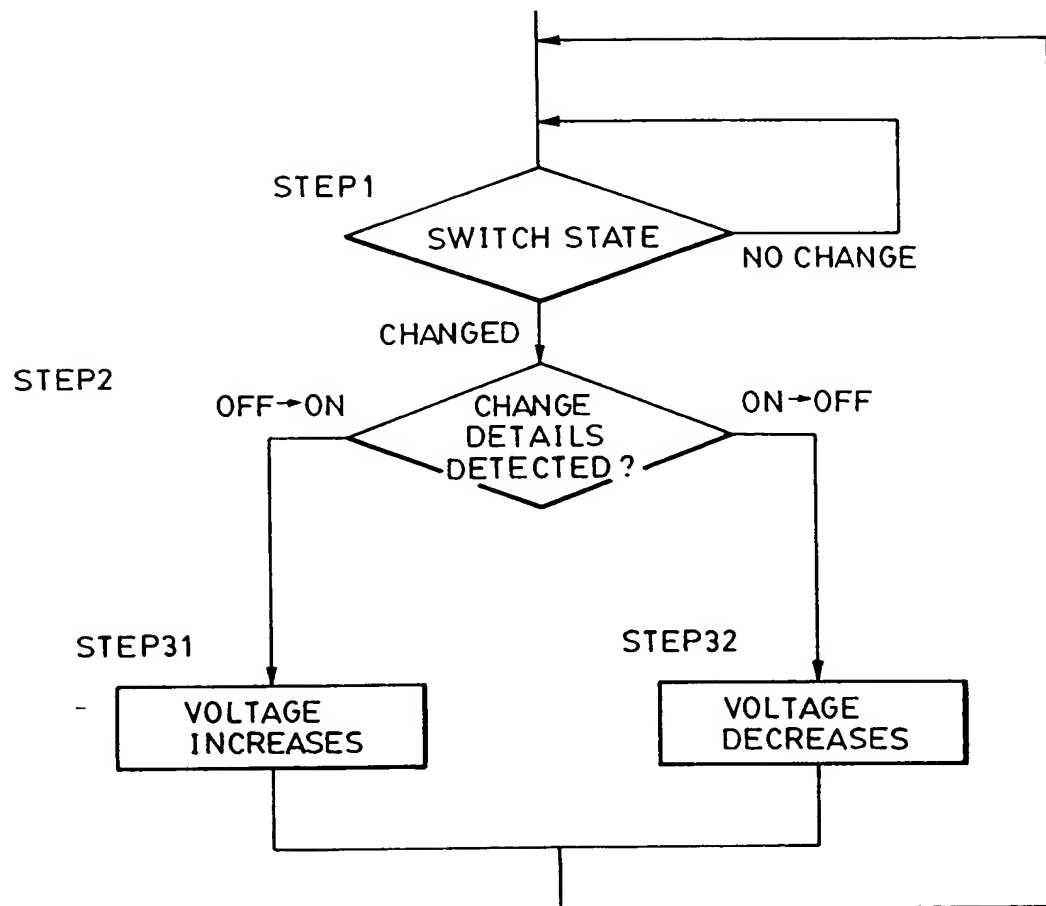 STEP1
SWITCH STATE
NO CHANGE
CHANGED
STEP2
OFF→ON
CHANGE
DETAILS
DETECTED?
ON→OFF
STEP31
VOLTAGE
INCREASES
STEP32
VOLTAGE
DECREASES